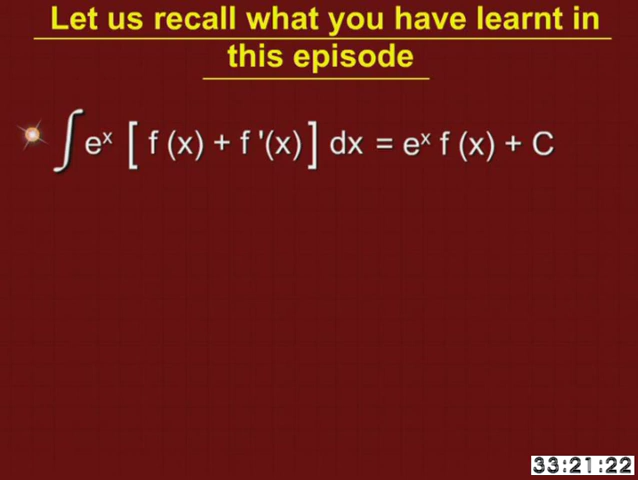 Let us recall what you have learnt in
this episode
∫ eˣ [ f (x) + f '(x) ] dx = eˣ f (x) + C
33:21:22